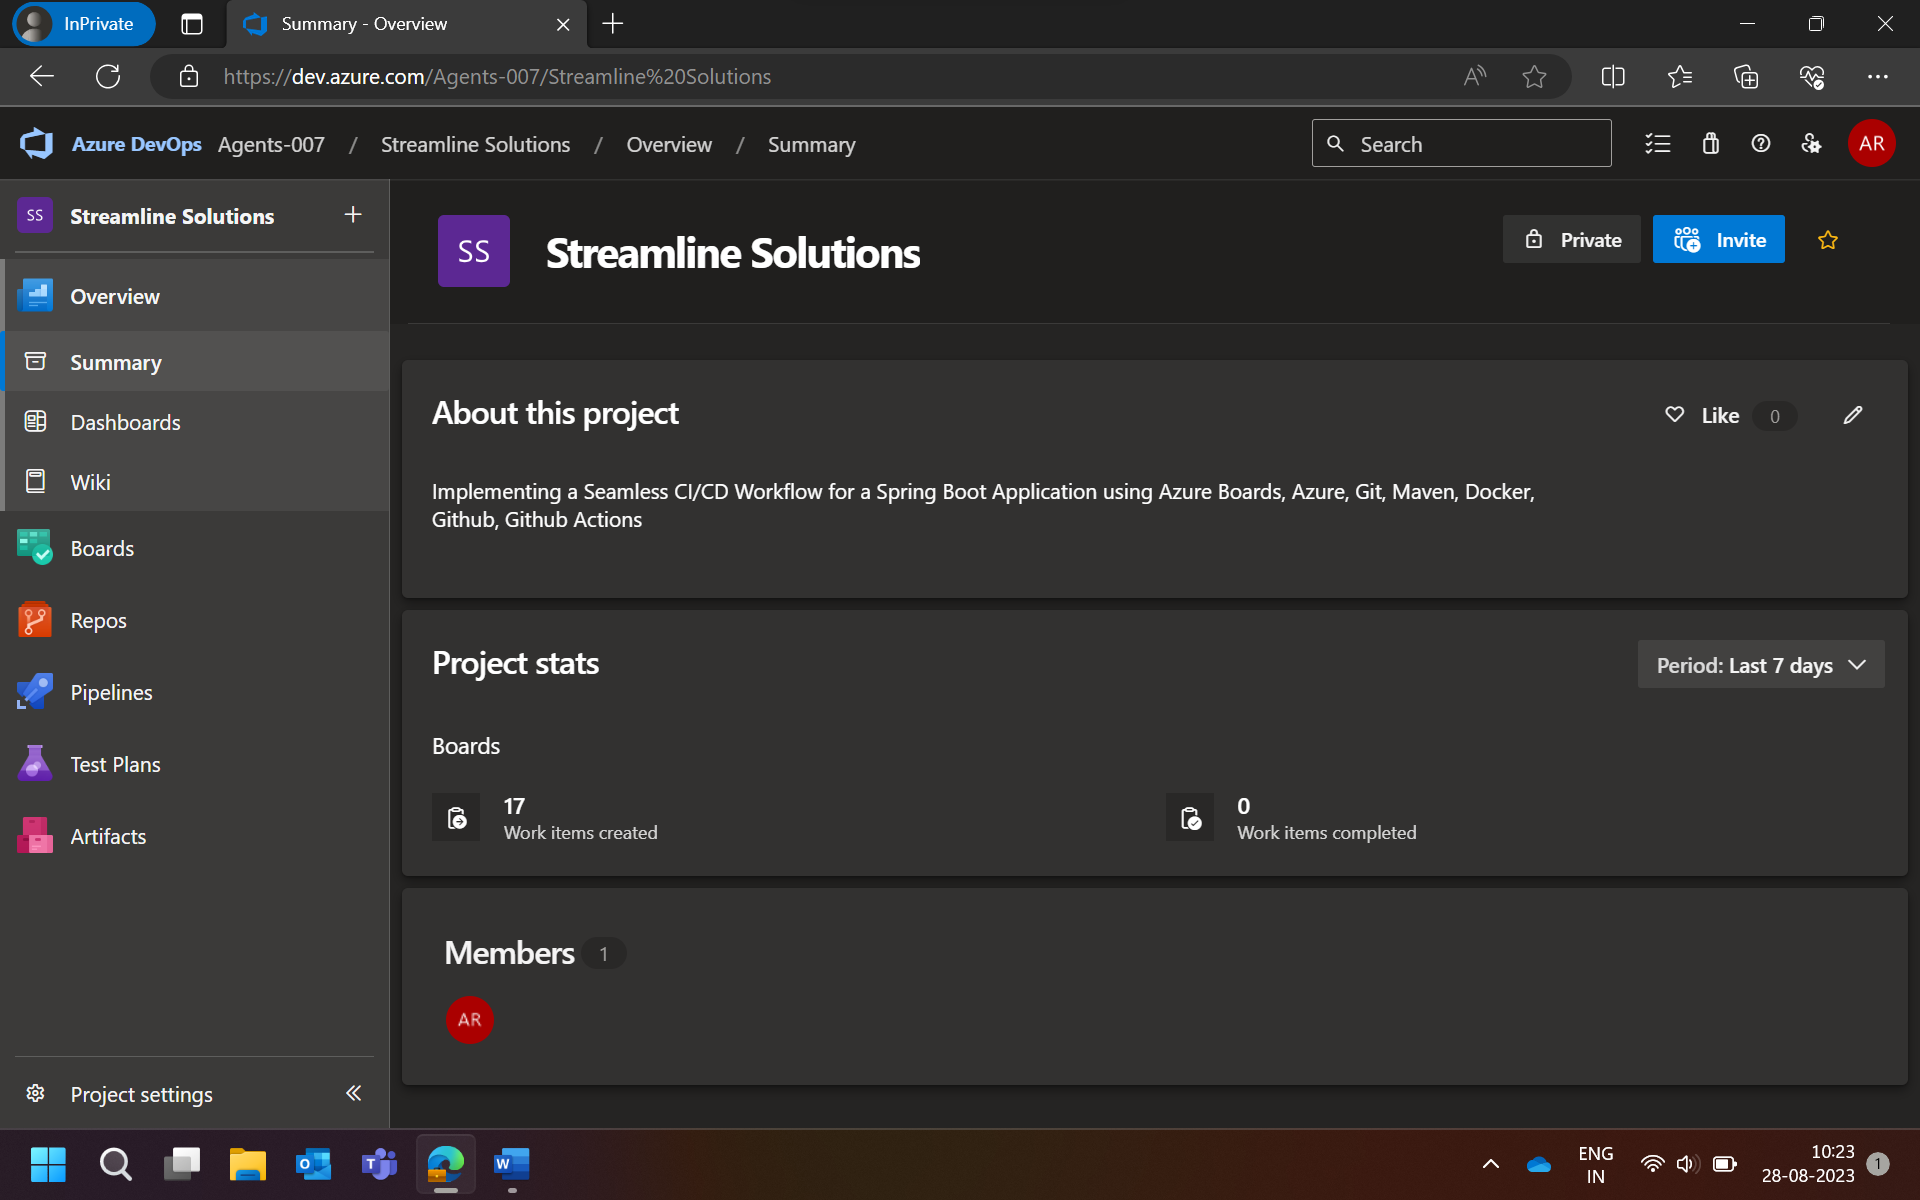 InPrivate
Summary - Overview
https://dev.azure.com/Agents-007/Streamline%20Solutions
Azure DevOps Agents-007 / Streamline Solutions / Overview / Summary
Search
AR
SS Streamline Solutions
Overview
Summary
Dashboards
Wiki
Boards
Repos
Pipelines
Test Plans
Artifacts
Project settings
SS Streamline Solutions
Private
Invite
About this project
Like 0
Implementing a Seamless CI/CD Workflow for a Spring Boot Application using Azure Boards, Azure, Git, Maven, Docker,
Github, Github Actions
Project stats
Period: Last 7 days
Boards
17
Work items created
0
Work items completed
Members 1
AR
ENG
IN
10:23
28-08-2023
1